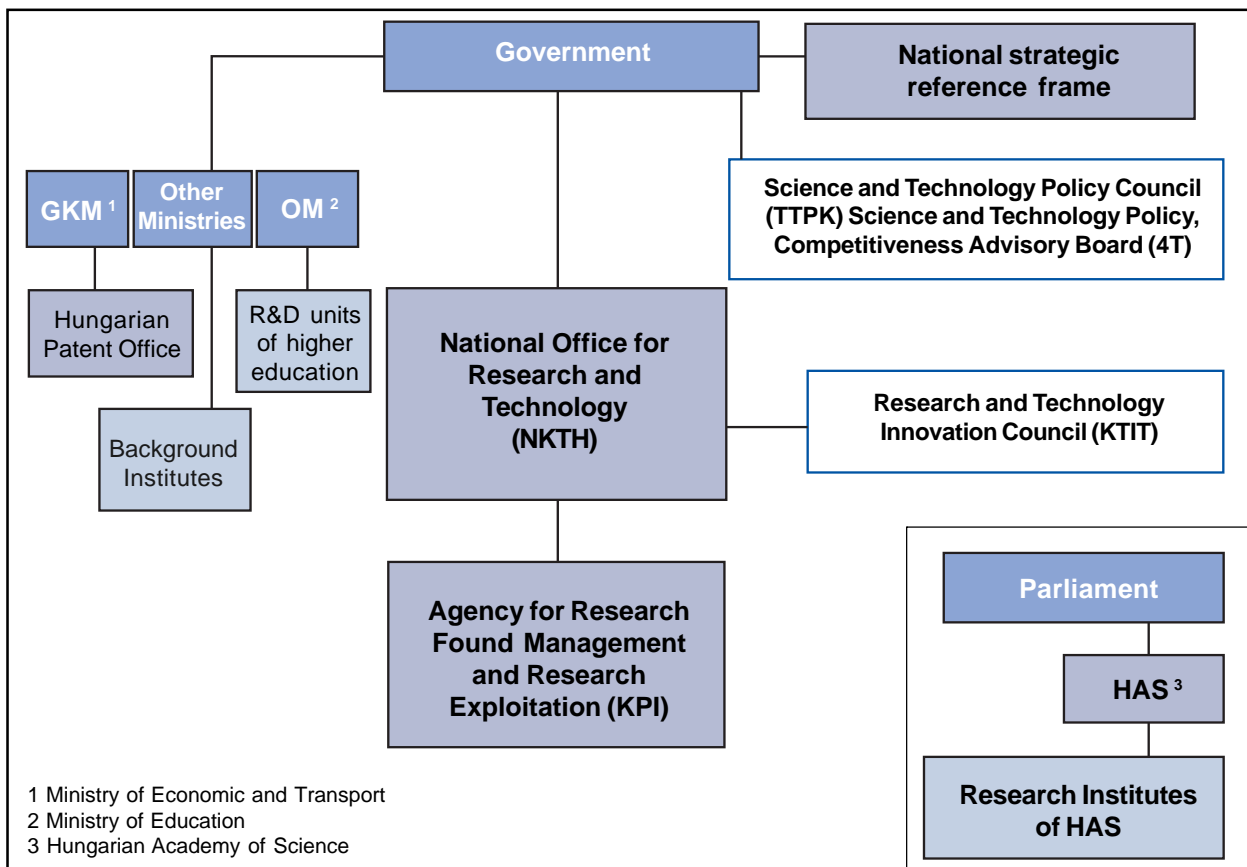 Government
National strategic
reference frame
GKM 1
Other
Ministries
OM 2
Science and Technology Policy Council
(TTPK) Science and Technology Policy,
Competitiveness Advisory Board (4T)
Hungarian
Patent Office
R&D units
of higher
education
National Office for
Research and
Technology
(NKTH)
Research and Technology
Innovation Council (KTIT)
Background
Institutes
Agency for Research
Found Management
and Research
Exploitation (KPI)
Parliament
HAS 3
Research Institutes
of HAS
1 Ministry of Economic and Transport
2 Ministry of Education
3 Hungarian Academy of Science